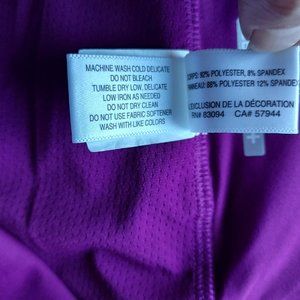 MACHINE WASH COLD DELICATE
DO NOT BLEACH
TUMBLE DRY LOW, DELICATE
LOW IRON AS NEEDED
DO NOT DRY CLEAN
DO NOT USE FABRIC SOFTENER
WASH WITH LIKE COLORS
CORPS: 92% POLYESTER, 8% SPANDEX
88% POLYESTER 12% SPANDEX
L'EXCLUSION DE LA DÉCORATION
RN# 83094 CA# 57944